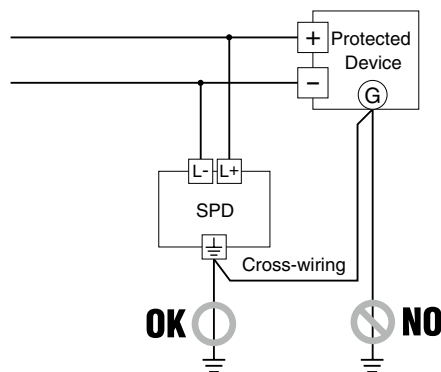 +
Protected
Device
−
G
L- L+
SPD
Cross-wiring
OK
NO